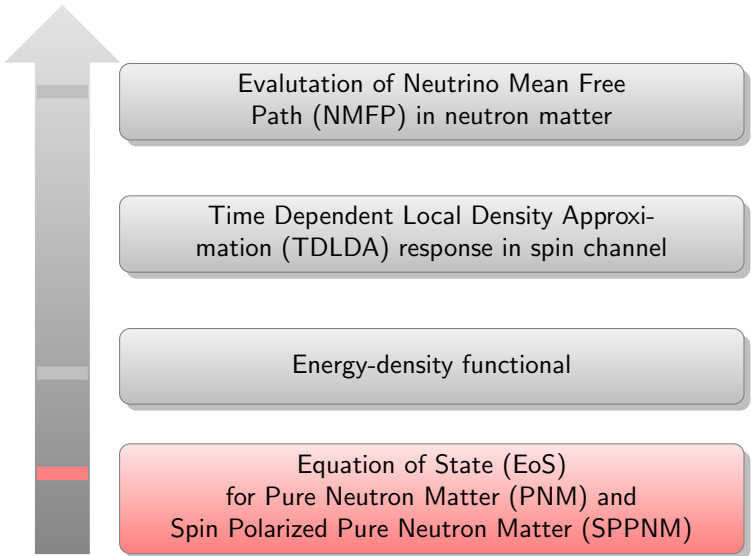 Evalutation of Neutrino Mean Free
Path (NMFP) in neutron matter
Time Dependent Local Density Approxi-
mation (TDLDA) response in spin channel
Energy-density functional
Equation of State (EoS)
for Pure Neutron Matter (PNM) and
Spin Polarized Pure Neutron Matter (SPPNM)